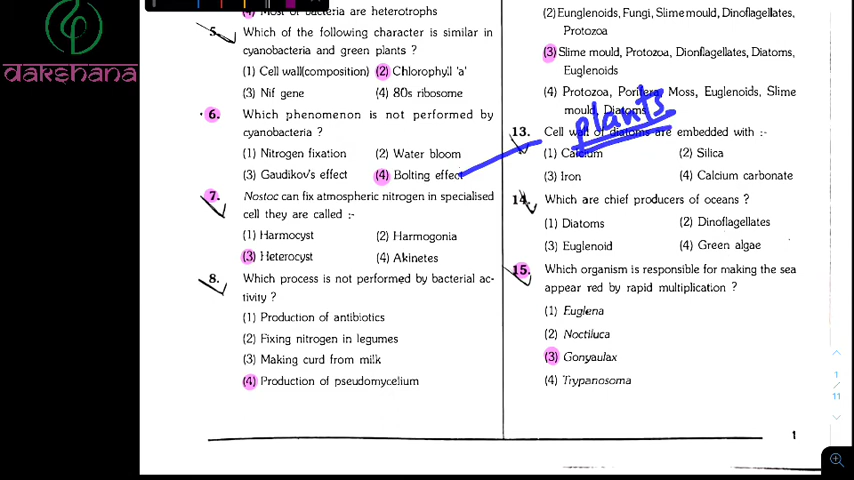 dakshana
(4) Most of bacteria are heterotrophs
5. Which of the following character is similar in
cyanobacteria and green plants ?
(1) Cell wall(composition) (2) Chlorophyll 'a'
(3) Nif gene (4) 80s ribosome
6. Which phenomenon is not performed by
cyanobacteria ?
(1) Nitrogen fixation (2) Water bloom
(3) Gaudikov's effect (4) Bolting effect
7. Nostoc can fix atmospheric nitrogen in specialised
cell they are called :-
(1) Harmocyst (2) Harmogonia
(3) Heterocyst (4) Akinetes
8. Which process is not performed by bacterial ac-
tivity ?
(1) Production of antibiotics
(2) Fixing nitrogen in legumes
(3) Making curd from milk
(4) Production of pseudomycelium
(2) Eunglenoids, Fungi, Slime mould, Dinoflagellates,
Protozoa
(3) Slime mould, Protozoa, Dionflagellates, Diatoms,
Euglenoids
(4) Protozoa, Porifera, Moss, Euglenoids, Slime
mould, Diatoms
plants
13. Cell wall of diatoms are embedded with :-
(1) Calcium (2) Silica
(3) Iron (4) Calcium carbonate
14. Which are chief producers of oceans ?
(1) Diatoms (2) Dinoflagellates
(3) Euglenoid (4) Green algae
15. Which organism is responsible for making the sea
appear red by rapid multiplication ?
(1) Euglena
(2) Noctiluca
(3) Gonyaulax
(4) Trypanosoma
1
1
/
11